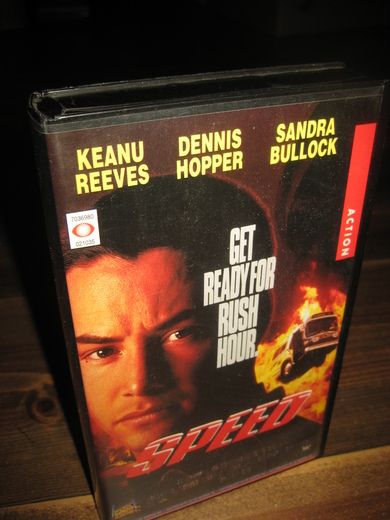 KEANU
REEVES
DENNIS
HOPPER
SANDRA
BULLOCK
ACTION
7036980
021035
GET
READY FOR
RUSH
HOUR
SPEED